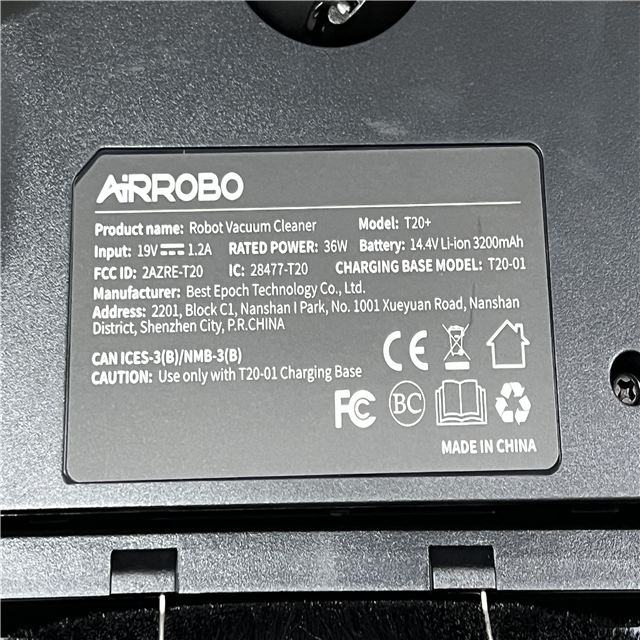 AiRROBO
Product name: Robot Vacuum Cleaner Model: T20+
Input: 19V⎓1.2A RATED POWER: 36W Battery: 14.4V Li-ion 3200mAh
FCC ID: 2AZRE-T20 IC: 28477-T20 CHARGING BASE MODEL: T20-01
Manufacturer: Best Epoch Technology Co., Ltd.
Address: 2201, Block C1, Nanshan I Park, No. 1001 Xueyuan Road, Nanshan
District, Shenzhen City, P.R.CHINA
CAN ICES-3(B)/NMB-3(B)
CAUTION: Use only with T20-01 Charging Base
CE
FC BC
MADE IN CHINA